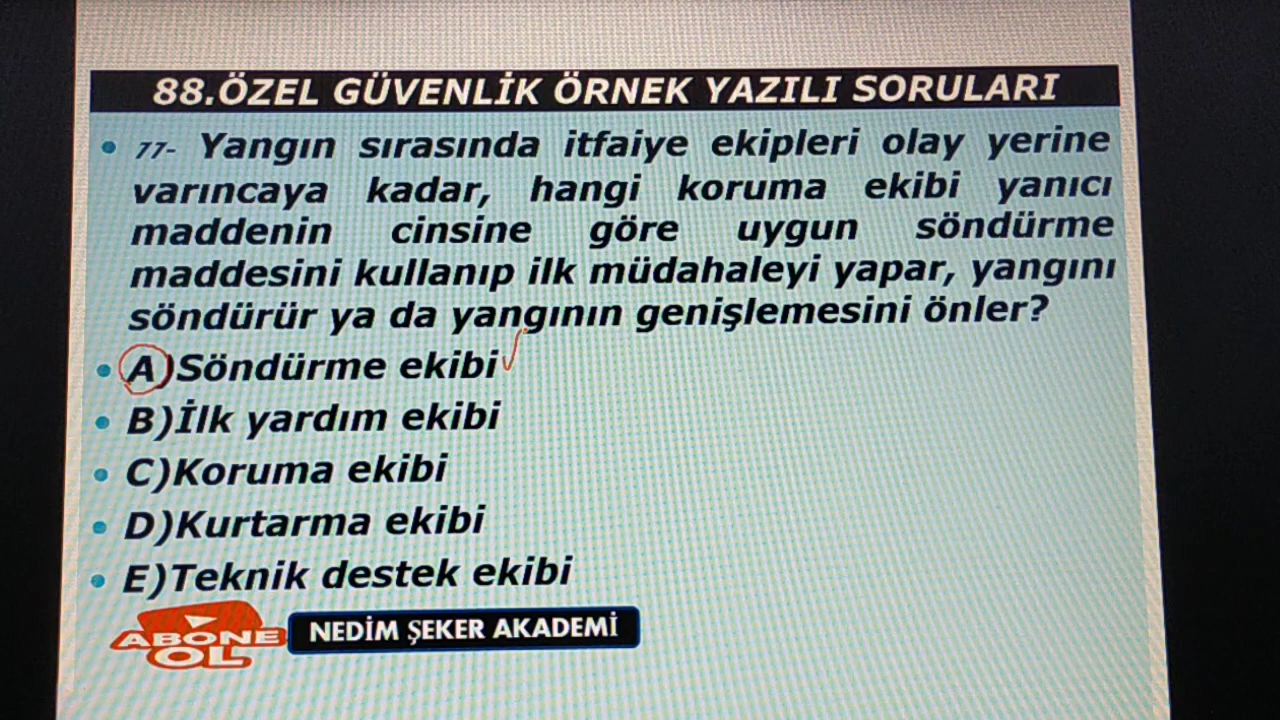 88.ÖZEL GÜVENLİK ÖRNEK YAZILI SORULARI
77- Yangın sırasında itfaiye ekipleri olay yerine
varıncaya kadar, hangi koruma ekibi yanıcı
maddenin cinsine göre uygun söndürme
maddesini kullanıp ilk müdahaleyi yapar, yangını
söndürür ya da yangının genişlemesini önler?
A)Söndürme ekibi
B)İlk yardım ekibi
C)Koruma ekibi
D)Kurtarma ekibi
E)Teknik destek ekibi
ABONE
OL
NEDİM ŞEKER AKADEMİ